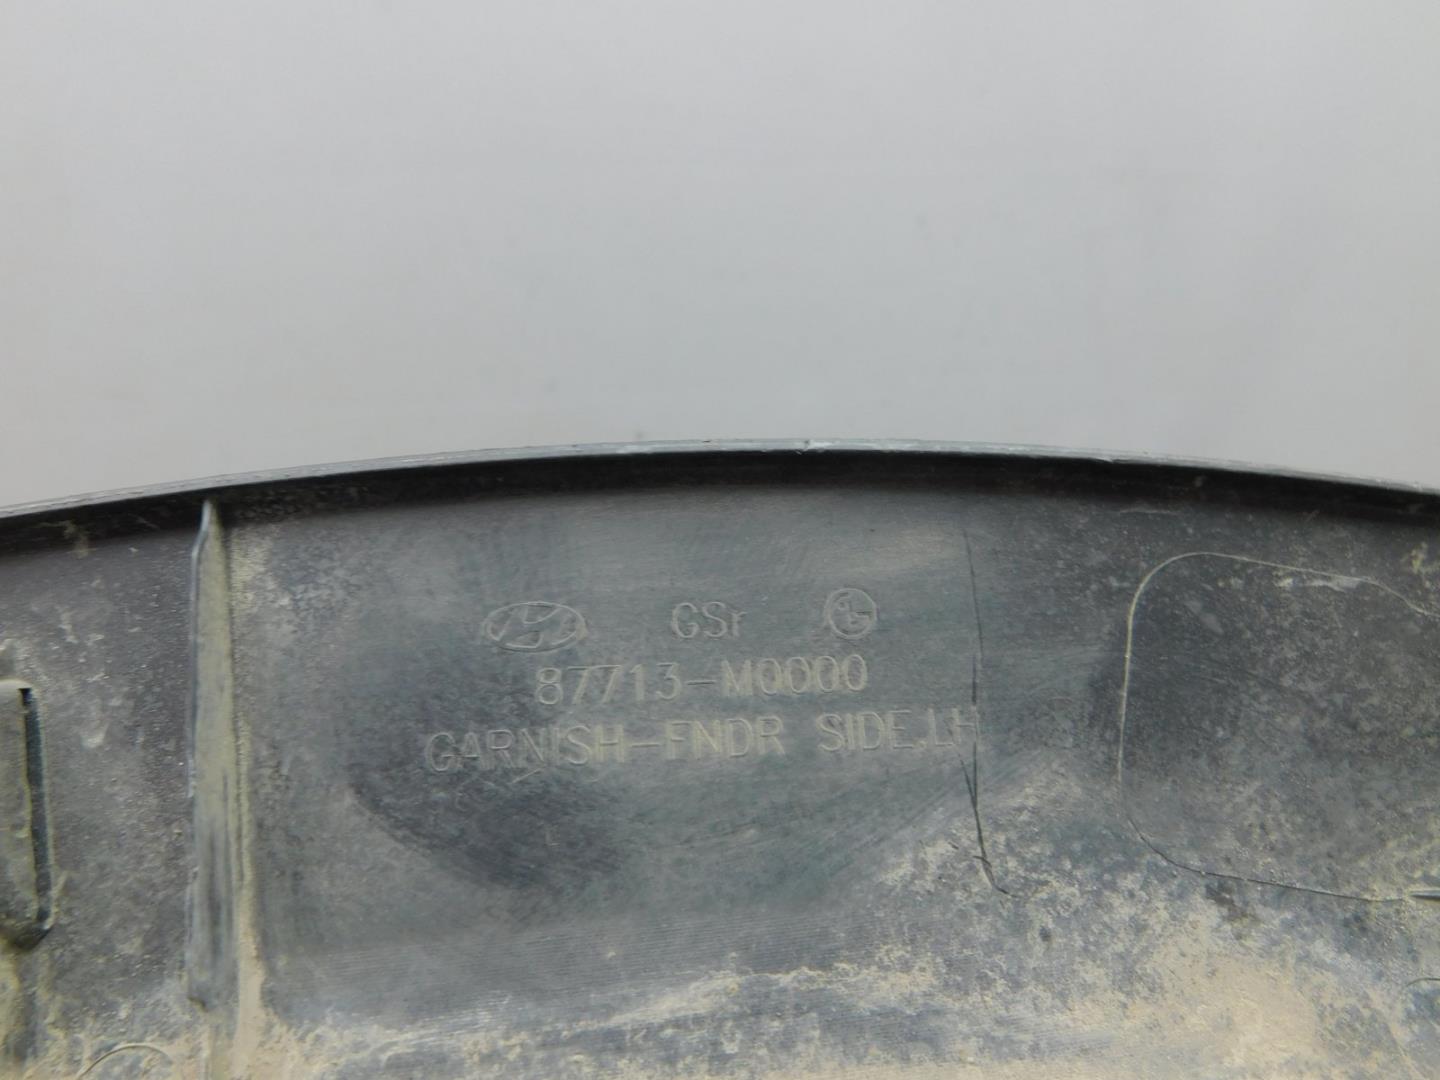 GSr
87713-M0000
GARNISH-FNDR SIDE,LH